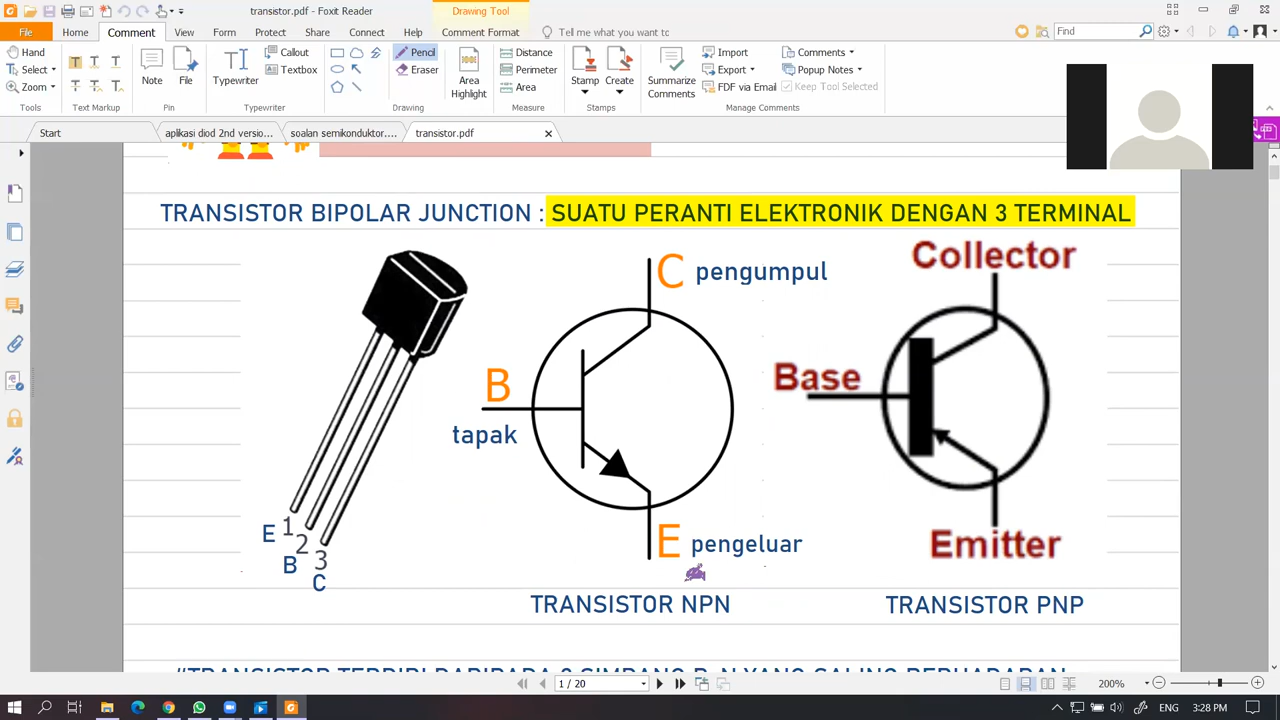 transistor.pdf - Foxit Reader
Drawing Tool
File Home Comment View Form Protect Share Connect Help Comment Format Tell me what you want to
Find
Hand
Select
Zoom
Tools
Text Markup
Note
File
Pin
Typewriter
Callout
Textbox
Typewriter
Pencil
Eraser
Drawing
Area Highlight
Distance
Perimeter
Area
Measure
Stamp
Create
Stamps
Summarize Comments
Import
Export
FDF via Email
Comments
Popup Notes
Keep Tool Selected
Manage Comments
Start
aplikasi diod 2nd versio...
soalan semikonduktor....
transistor.pdf
TRANSISTOR BIPOLAR JUNCTION : SUATU PERANTI ELEKTRONIK DENGAN 3 TERMINAL
C pengumpul
B
tapak
E pengeluar
TRANSISTOR NPN
Collector
Base
Emitter
TRANSISTOR PNP
E 1
B 2
C 3
1 / 20
200%
ENG
3:28 PM